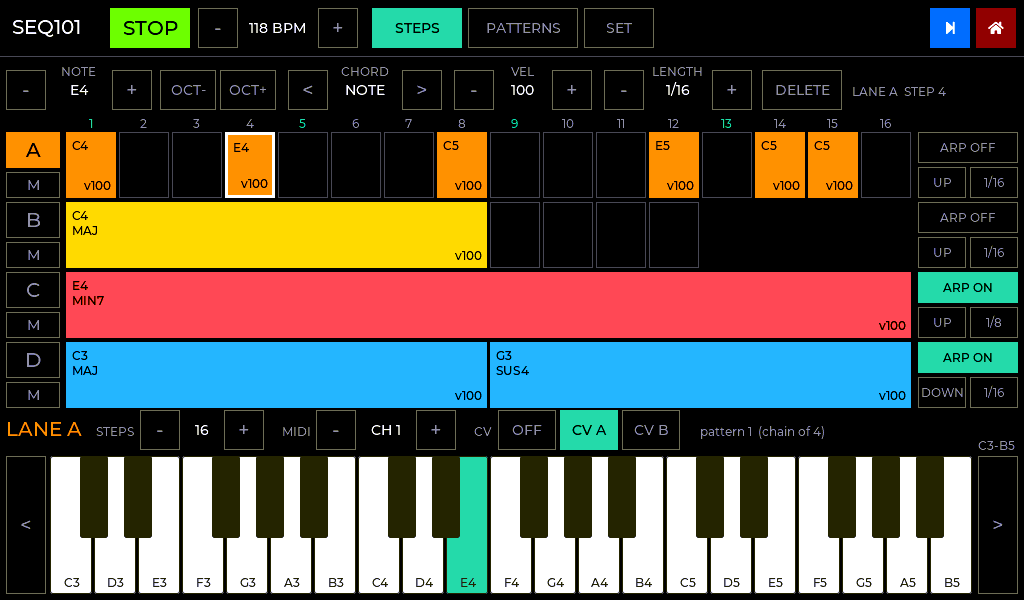 SEQ101 STOP - 118 BPM + STEPS PATTERNS SET
NOTE CHORD VEL LENGTH
- E4 + OCT- OCT+ < NOTE > - 100 + - 1/16 + DELETE LANE A STEP 4
1 2 3 4 5 6 7 8 9 10 11 12 13 14 15 16
A C4 E4 C5 E5 C5 C5 ARP OFF
M v100 v100 v100 v100 v100 v100 UP 1/16
B C4 ARP OFF
MAJ
M v100 UP 1/16
C E4 ARP ON
MIN7
M v100 UP 1/8
D C3 G3 ARP ON
MAJ SUS4
M v100 v100 DOWN 1/16
LANE A STEPS - 16 + MIDI - CH 1 + CV OFF CV A CV B pattern 1 (chain of 4)
C3-B5
< >
C3 D3 E3 F3 G3 A3 B3 C4 D4 E4 F4 G4 A4 B4 C5 D5 E5 F5 G5 A5 B5